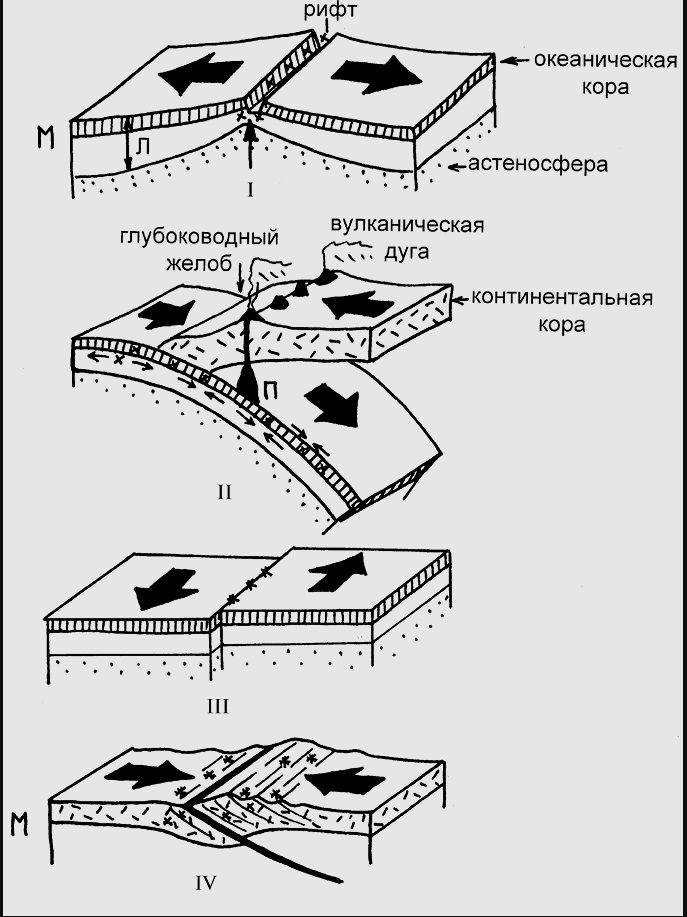 рифт
океаническая
кора
М
Л
астеносфера
I
глубоководный
желоб
вулканическая
дуга
континентальная
кора
П
II
III
М
IV